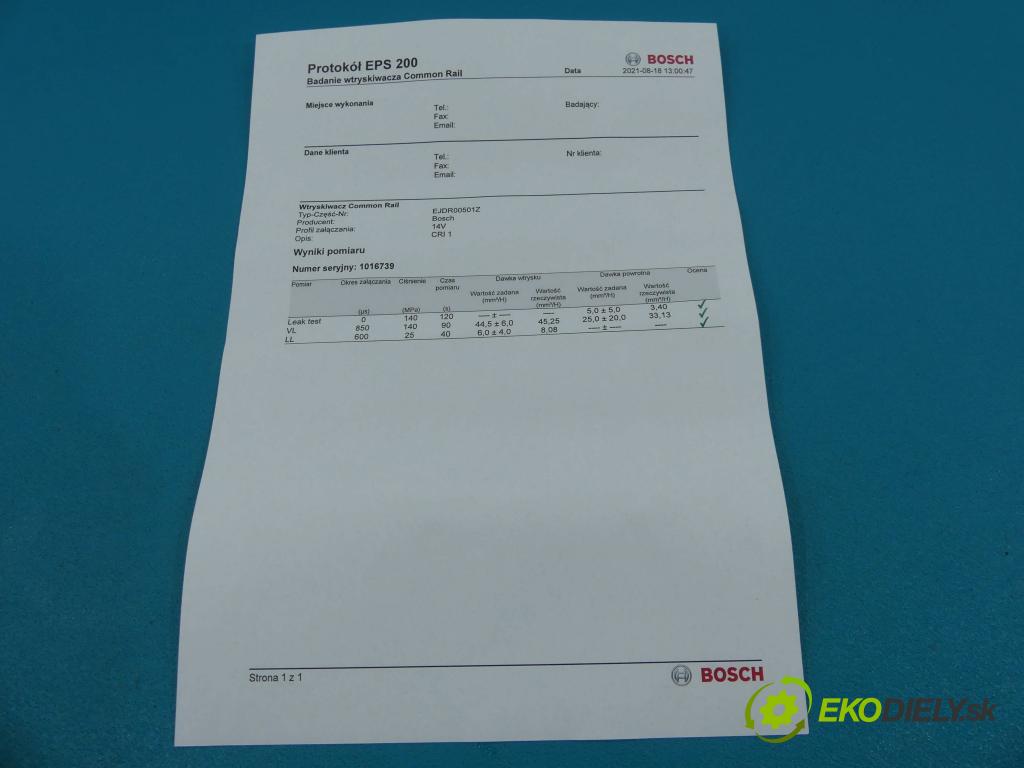 Protokół EPS 200
Badanie wtryskiwacza Common Rail
Data
BOSCH
2021-08-18 13:00:47
Miejsce wykonania
Tel.:
Fax:
Email:
Badający:
Dane klienta
Tel.:
Fax:
Email:
Nr klienta:
Wtryskiwacz Common Rail
Typ-Część-Nr: EJDR00501Z
Producent: Bosch
Profil załączania: 14V
Opis: CRI 1
Wyniki pomiaru
Numer seryjny: 1016739
Pomiar Okres załączania Ciśnienie Czas pomiaru Dawka wtrysku Dawka powrotna Ocena
Wartość zadana (mm³/H) Wartość rzeczywista (mm³/H) Wartość zadana (mm³/H) Wartość rzeczywista (mm³/H)
(µs) (MPa) (s)
Leak test 0 140 120 ---- ± ---- ---- 5,0 ± 5,0 3,40 ✓
VL 850 140 90 44,5 ± 6,0 45,25 25,0 ± 20,0 33,13 ✓
LL 600 25 40 6,0 ± 4,0 8,08 ---- ± ---- ---- ✓
Strona 1 z 1
BOSCH
EKODIELY.sk